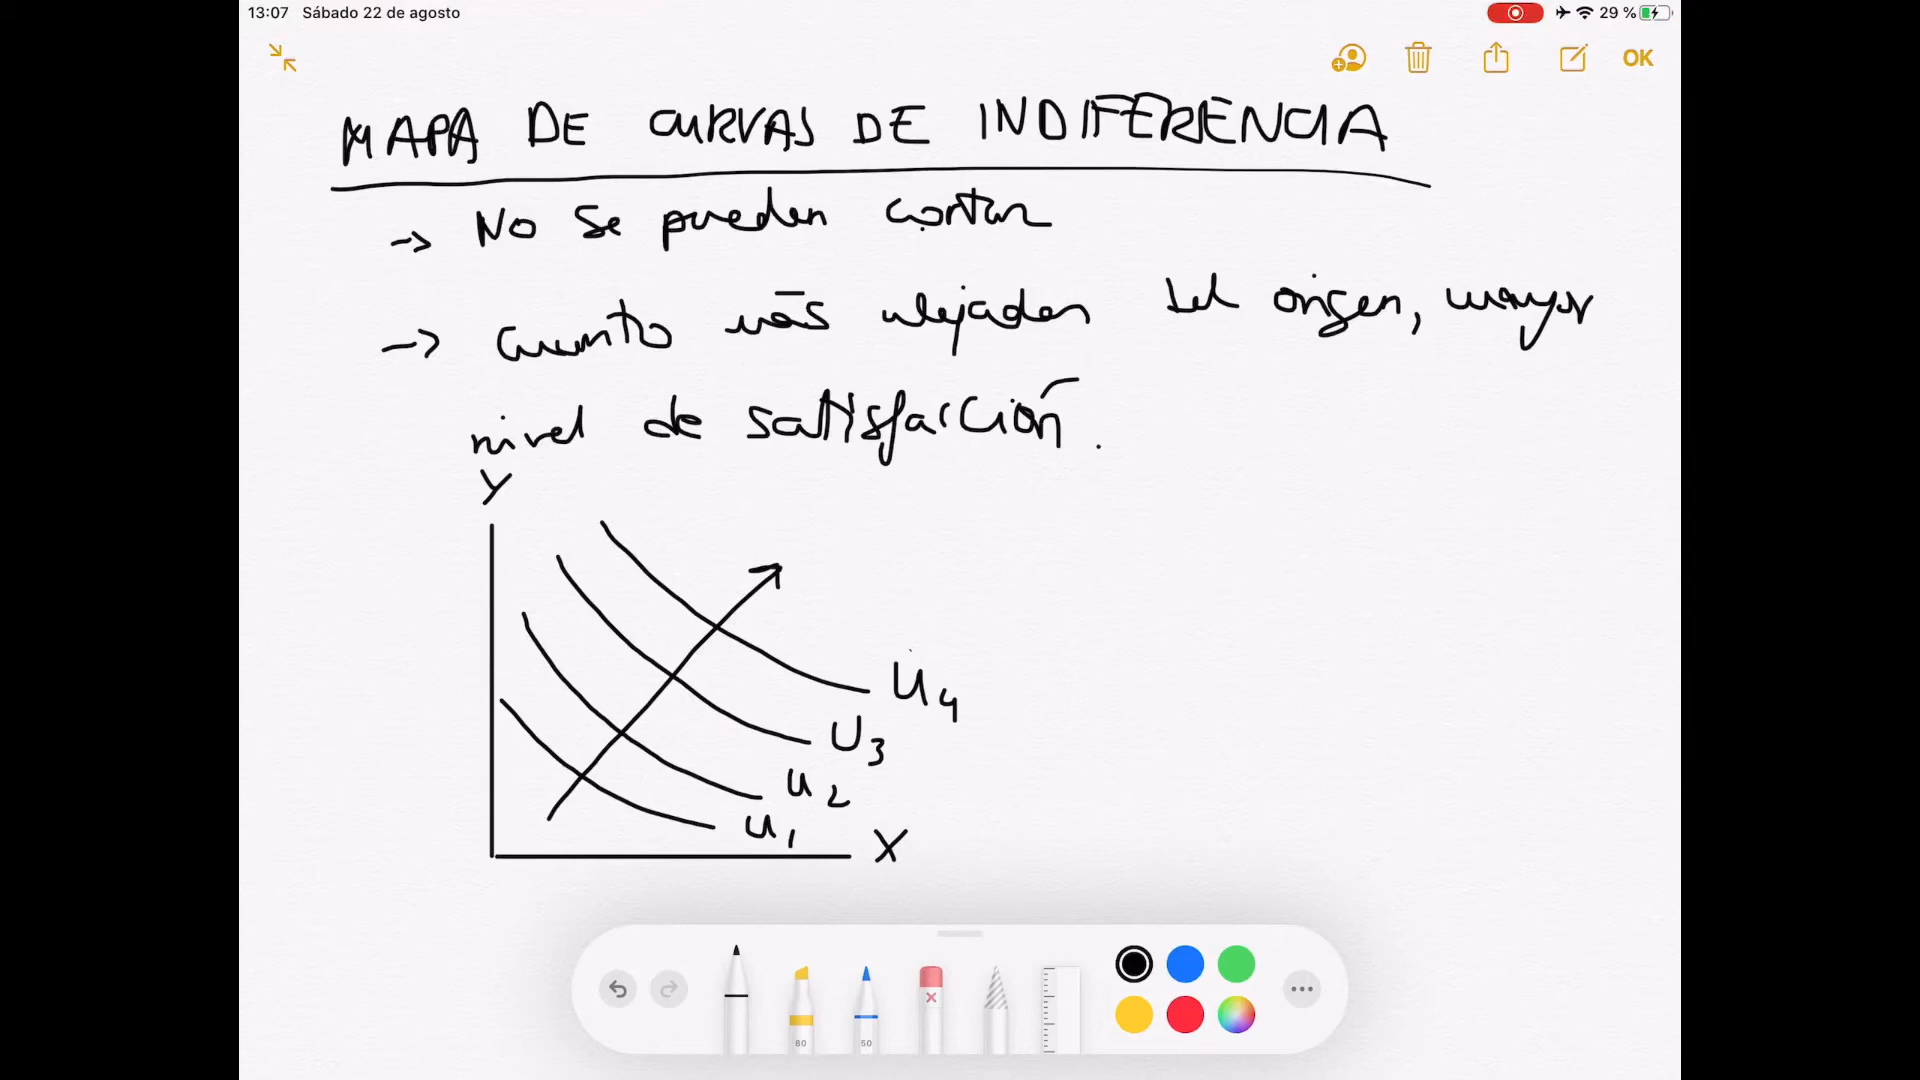 13:07 Sábado 22 de agosto 29 %
OK
MAPA DE CURVAS DE INDIFERENCIA
→ No se pueden cortar
→ cuanto más alejadas del origen, mayor
nivel de satisfacción.
Y
U4
U3
U2
U1
X
80 50